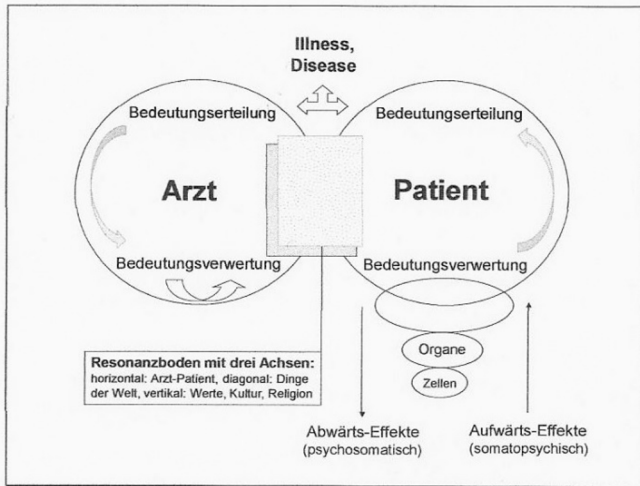 Illness,
Disease
Bedeutungserteilung
Bedeutungserteilung
Arzt
Patient
Bedeutungsverwertung
Bedeutungsverwertung
Organe
Zellen
Resonanzboden mit drei Achsen:
horizontal: Arzt-Patient, diagonal: Dinge
der Welt, vertikal: Werte, Kultur, Religion
Abwärts-Effekte
(psychosomatisch)
Aufwärts-Effekte
(somatopsychisch)